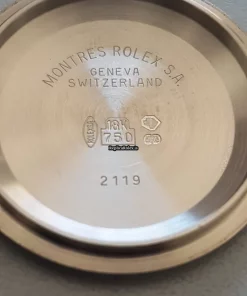 MONTRES ROLEX S.A.
GENEVA
SWITZERLAND
18K
750
2119